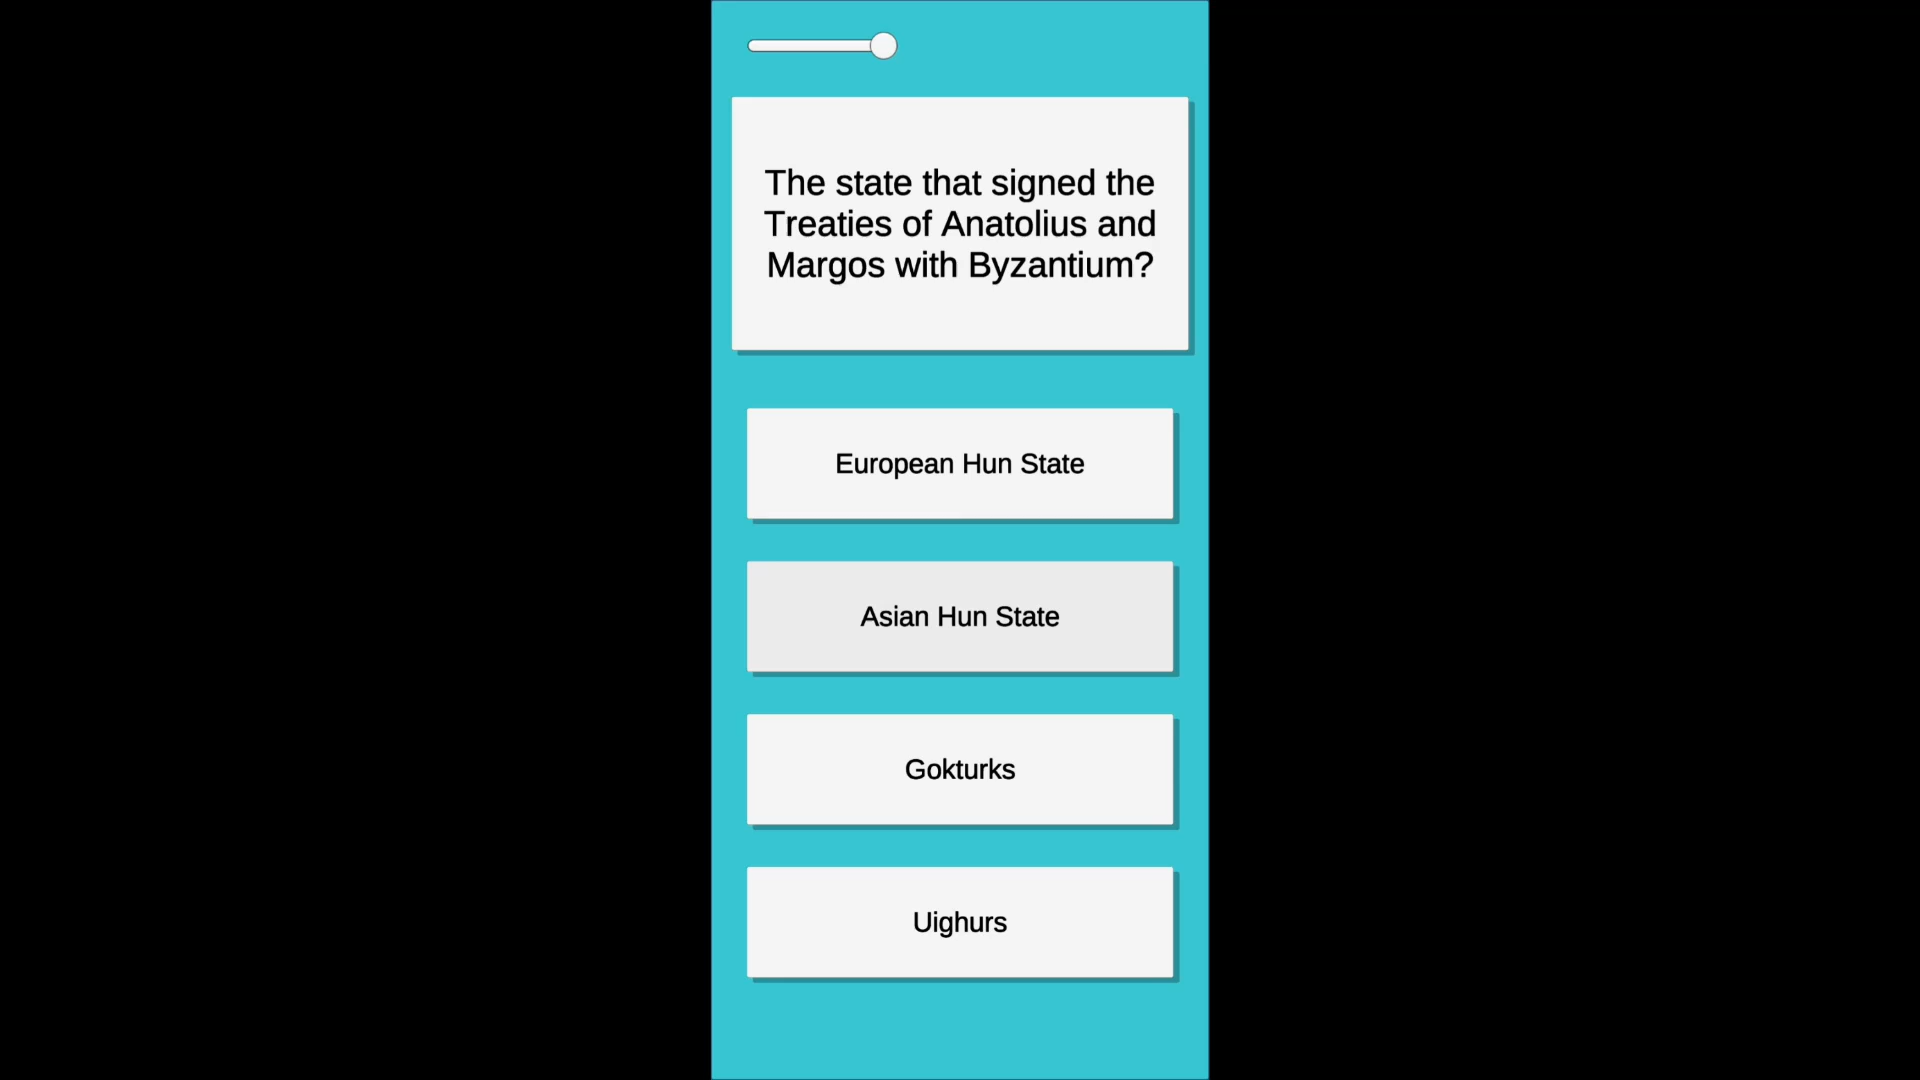 The state that signed the
Treaties of Anatolius and
Margos with Byzantium?
European Hun State
Asian Hun State
Gokturks
Uighurs